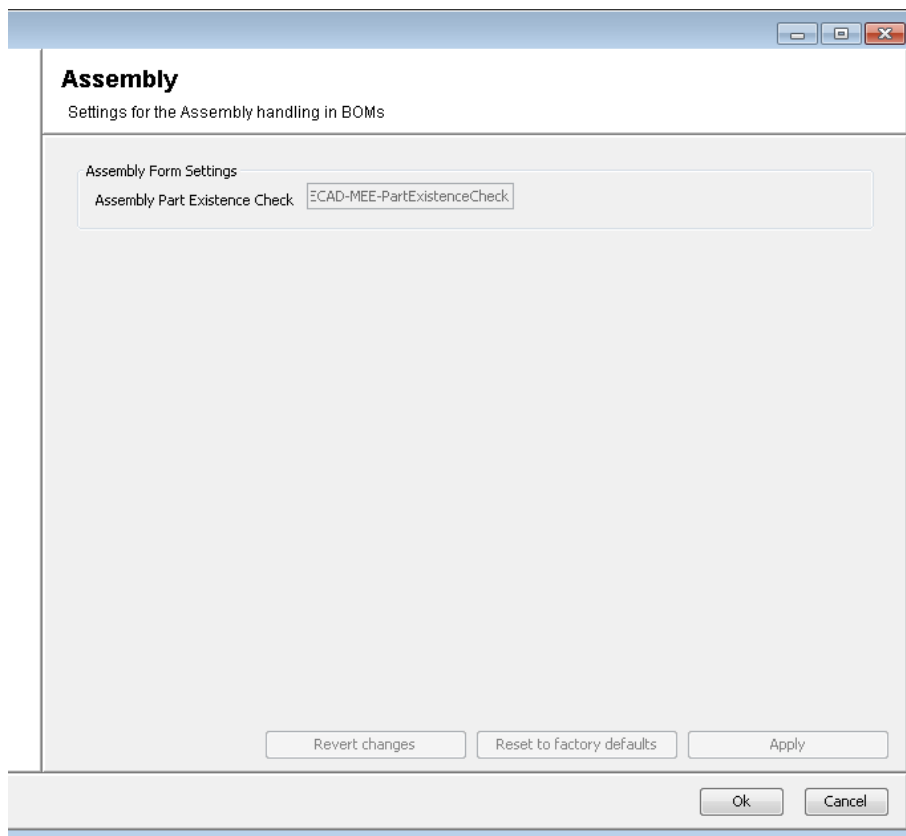 Assembly
Settings for the Assembly handling in BOMs
Assembly Form Settings
Assembly Part Existence Check ECAD-MEE-PartExistenceCheck
Revert changes Reset to factory defaults Apply
Ok Cancel